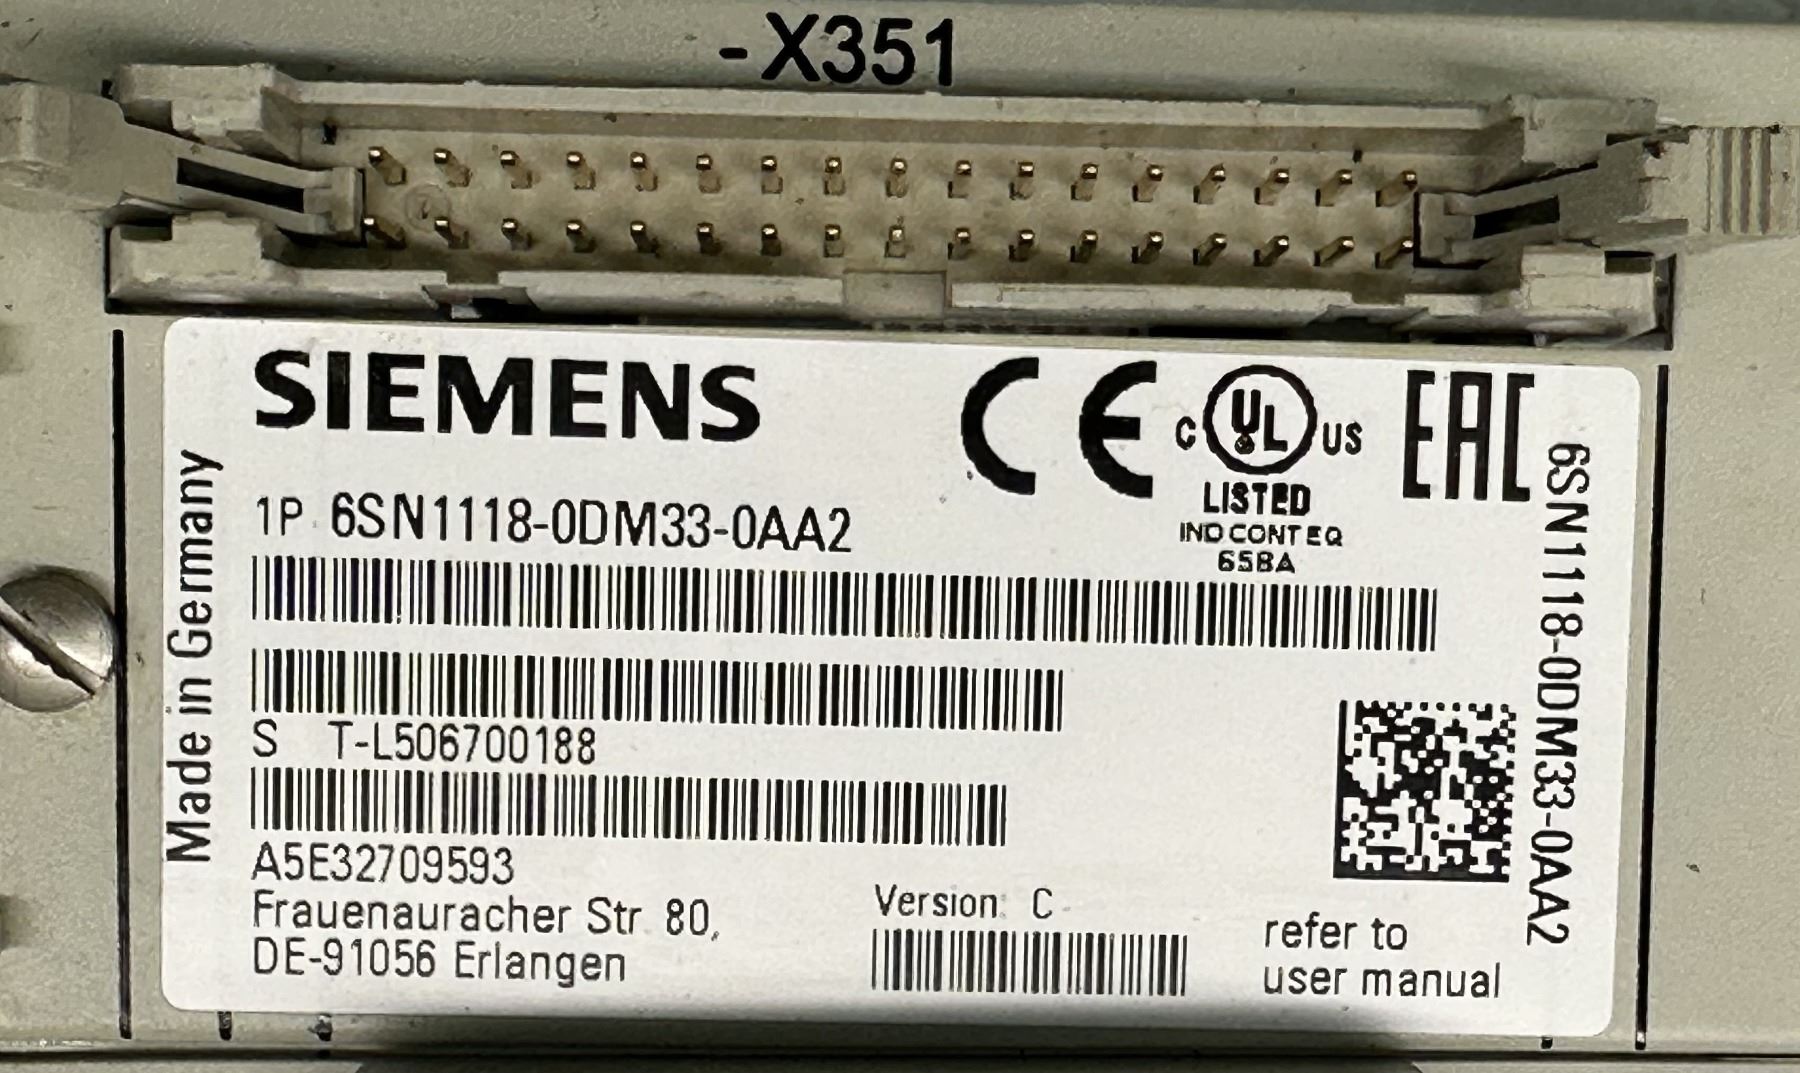 -X351
SIEMENS
CE
C UL US
LISTED
IND CONT EQ
65BA
EAC
1P 6SN1118-0DM33-0AA2
S T-L506700188
A5E32709593
Frauenauracher Str 80,
DE-91056 Erlangen
Version: C
refer to
user manual
Made in Germany
6SN1118-0DM33-0AA2